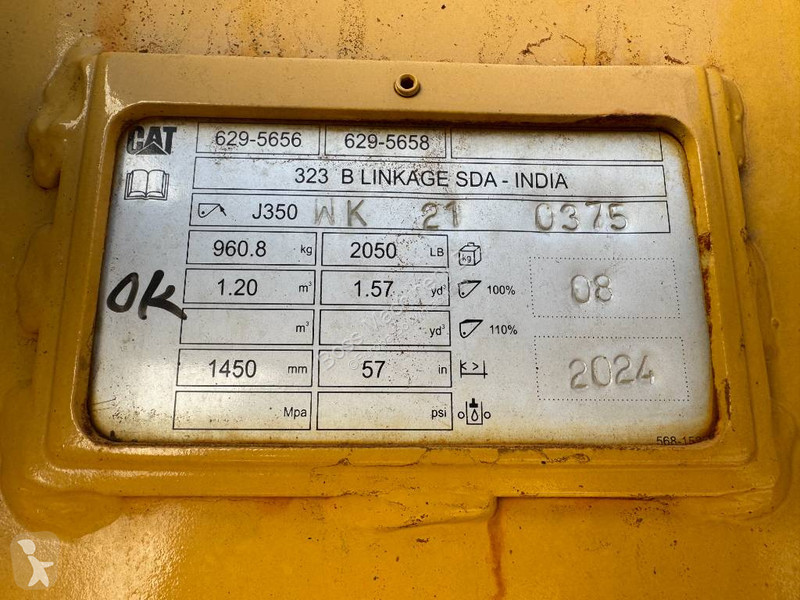 CAT 629-5656 629-5658
323 B LINKAGE SDA - INDIA
J350 WK 21 0375
960.8 kg 2050 LB kg
1.20 m³ 1.57 yd³ 100% 08
OK
m³ yd³ 110%
1450 mm 57 in 2024
Mpa psi